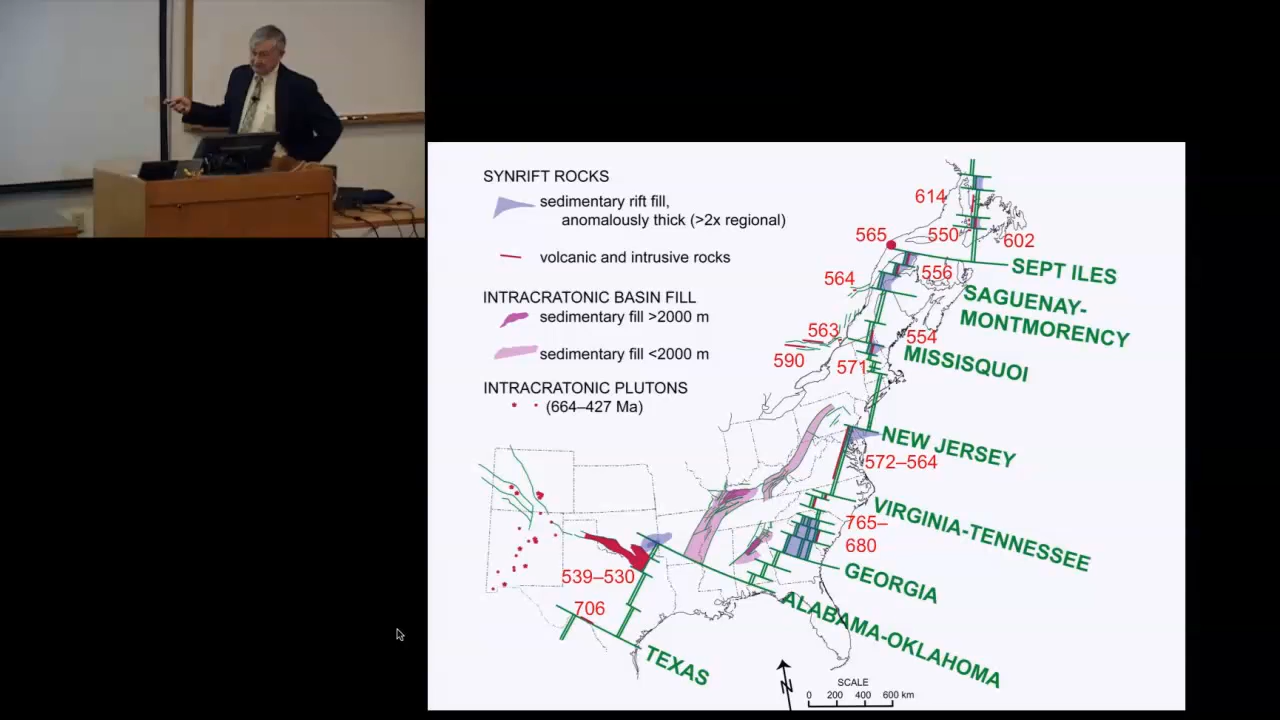 SYNRIFT ROCKS
sedimentary rift fill,
anomalously thick (>2x regional)
volcanic and intrusive rocks
INTRACRATONIC BASIN FILL
sedimentary fill >2000 m
sedimentary fill <2000 m
INTRACRATONIC PLUTONS
(664–427 Ma)
614
565
550
602
SEPT ILES
564
556
SAGUENAY-
MONTMORENCY
563
554
590
571
MISSISQUOI
NEW JERSEY
572–564
VIRGINIA-TENNESSEE
765–
680
GEORGIA
539–530
706
ALABAMA-OKLAHOMA
TEXAS
N
SCALE
0 200 400 600 km